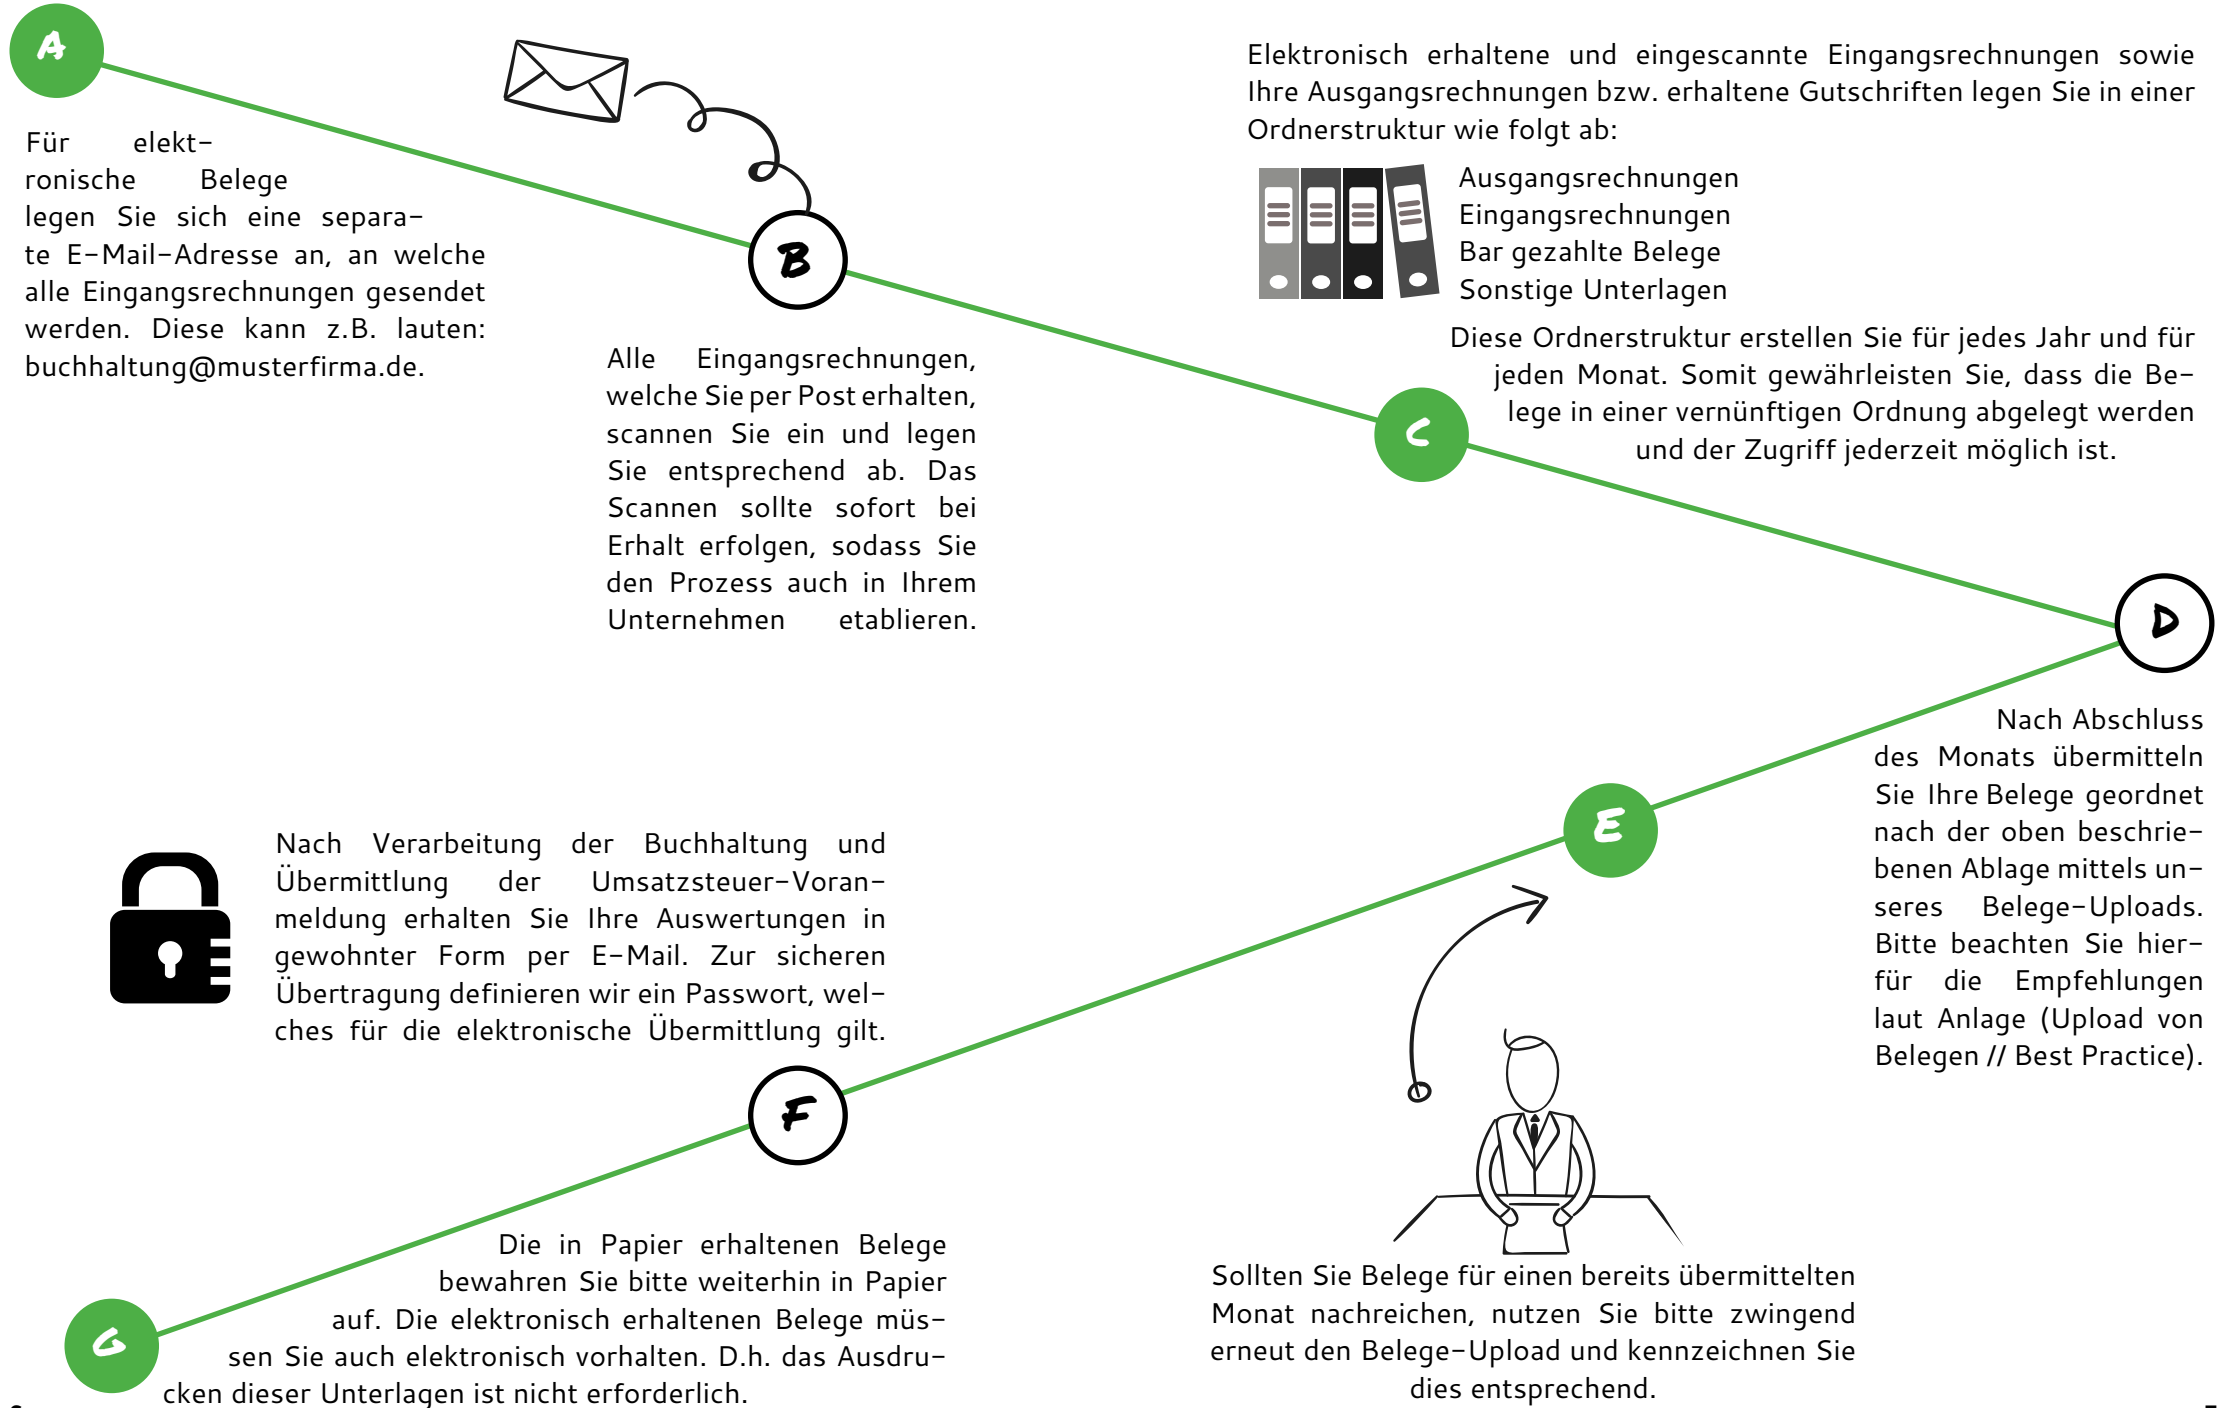 A
Für elekt-
ronische Belege
legen Sie sich eine separa-
te E-Mail-Adresse an, an welche
alle Eingangsrechnungen gesendet
werden. Diese kann z.B. lauten:
buchhaltung@musterfirma.de.
B
Alle Eingangsrechnungen,
welche Sie per Post erhalten,
scannen Sie ein und legen
Sie entsprechend ab. Das
Scannen sollte sofort bei
Erhalt erfolgen, sodass Sie
den Prozess auch in Ihrem
Unternehmen etablieren.
Elektronisch erhaltene und eingescannte Eingangsrechnungen sowie
Ihre Ausgangsrechnungen bzw. erhaltene Gutschriften legen Sie in einer
Ordnerstruktur wie folgt ab:
Ausgangsrechnungen
Eingangsrechnungen
Bar gezahlte Belege
Sonstige Unterlagen
Diese Ordnerstruktur erstellen Sie für jedes Jahr und für
jeden Monat. Somit gewährleisten Sie, dass die Be-
lege in einer vernünftigen Ordnung abgelegt werden
und der Zugriff jederzeit möglich ist.
C
D
Nach Abschluss
des Monats übermitteln
Sie Ihre Belege geordnet
nach der oben beschrie-
benen Ablage mittels un-
seres Belege-Uploads.
Bitte beachten Sie hier-
für die Empfehlungen
laut Anlage (Upload von
Belegen // Best Practice).
E
Sollten Sie Belege für einen bereits übermittelten
Monat nachreichen, nutzen Sie bitte zwingend
erneut den Belege-Upload und kennzeichnen Sie
dies entsprechend.
Nach Verarbeitung der Buchhaltung und
Übermittlung der Umsatzsteuer-Voran-
meldung erhalten Sie Ihre Auswertungen in
gewohnter Form per E-Mail. Zur sicheren
Übertragung definieren wir ein Passwort, wel-
ches für die elektronische Übermittlung gilt.
F
Die in Papier erhaltenen Belege
bewahren Sie bitte weiterhin in Papier
auf. Die elektronisch erhaltenen Belege müs-
sen Sie auch elektronisch vorhalten. D.h. das Ausdru-
cken dieser Unterlagen ist nicht erforderlich.
G